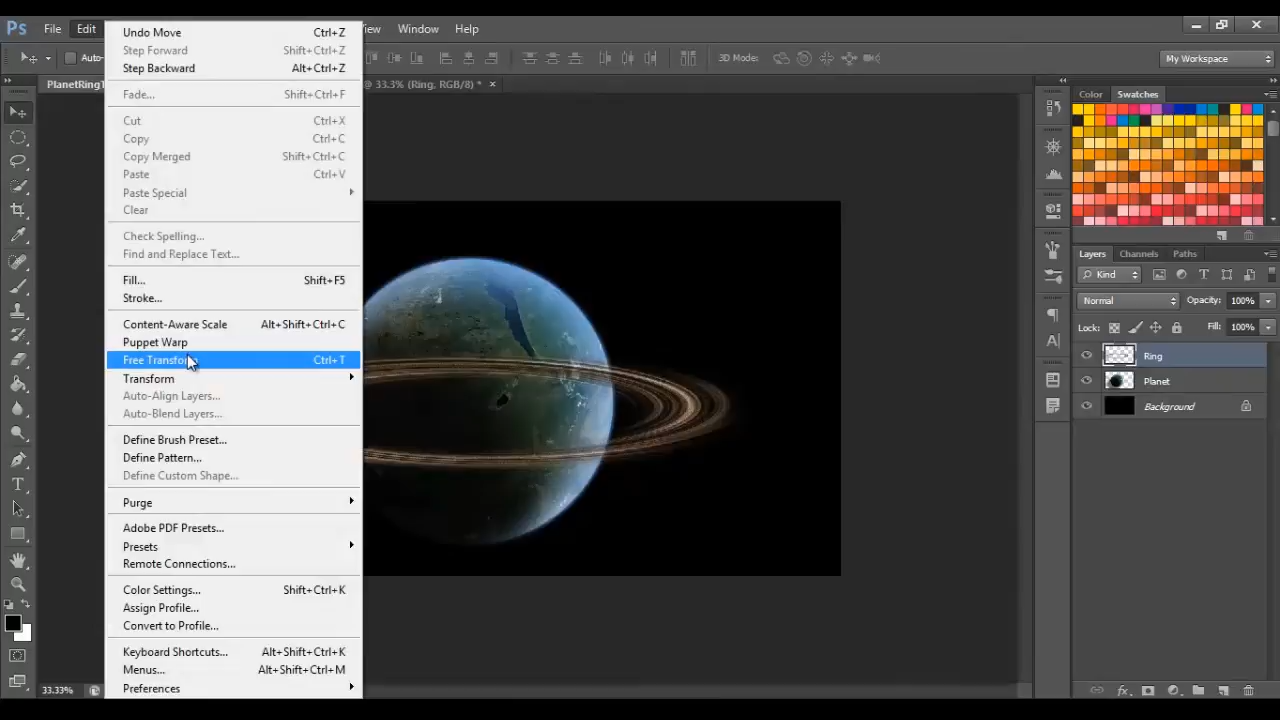 Ps File Edit View Window Help
Auto- 3D Mode: My Workspace
PlanetRing @ 33.3% (Ring, RGB/8) * ×
Undo Move Ctrl+Z
Step Forward Shift+Ctrl+Z
Step Backward Alt+Ctrl+Z
Fade... Shift+Ctrl+F
Cut Ctrl+X
Copy Ctrl+C
Copy Merged Shift+Ctrl+C
Paste Ctrl+V
Paste Special
Clear
Check Spelling...
Find and Replace Text...
Fill... Shift+F5
Stroke...
Content-Aware Scale Alt+Shift+Ctrl+C
Puppet Warp
Free Transform Ctrl+T
Transform
Auto-Align Layers...
Auto-Blend Layers...
Define Brush Preset...
Define Pattern...
Define Custom Shape...
Purge
Adobe PDF Presets...
Presets
Remote Connections...
Color Settings... Shift+Ctrl+K
Assign Profile...
Convert to Profile...
Keyboard Shortcuts... Alt+Shift+Ctrl+K
Menus... Alt+Shift+Ctrl+M
Preferences
33.33%
Color Swatches
Layers Channels Paths
Kind
Normal Opacity: 100%
Lock: Fill: 100%
Ring
Planet
Background